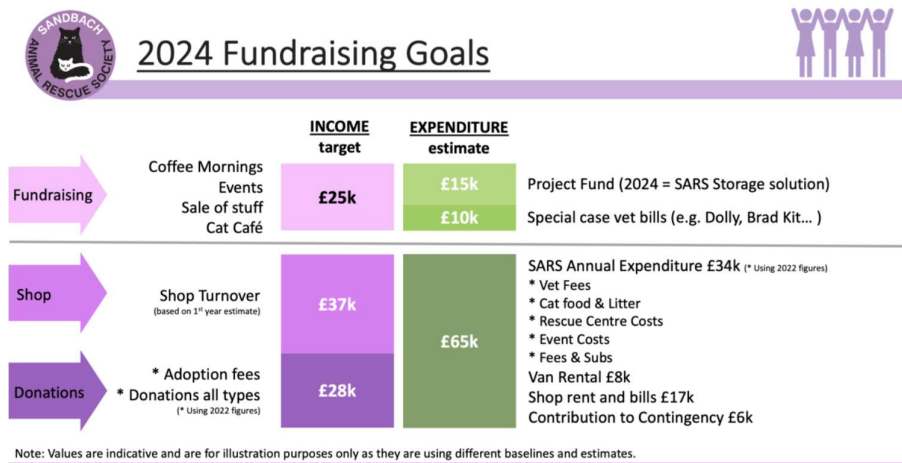 SANDBACH
ANIMAL RESCUE SOCIETY
2024 Fundraising Goals
INCOME
target
EXPENDITURE
estimate
Fundraising
Coffee Mornings
Events
Sale of stuff
Cat Café
£25k
£15k
£10k
Project Fund (2024 = SARS Storage solution)
Special case vet bills (e.g. Dolly, Brad Kit... )
Shop
Shop Turnover
(based on 1st year estimate)
£37k
Donations
* Adoption fees
* Donations all types
(* Using 2022 figures)
£28k
£65k
SARS Annual Expenditure £34k (* Using 2022 figures)
* Vet Fees
* Cat food & Litter
* Rescue Centre Costs
* Event Costs
* Fees & Subs
Van Rental £8k
Shop rent and bills £17k
Contribution to Contingency £6k
Note: Values are indicative and are for illustration purposes only as they are using different baselines and estimates.